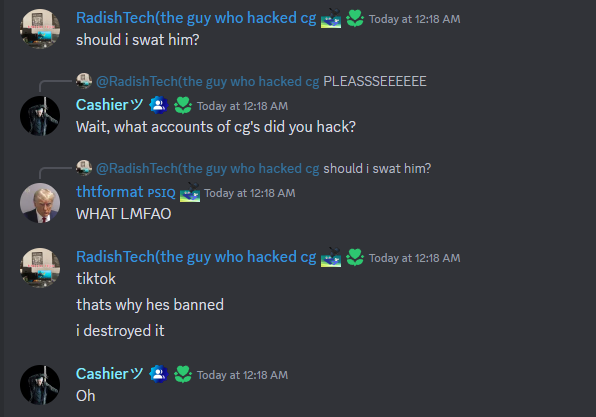 RadishTech(the guy who hacked cg Today at 12:18 AM
should i swat him?
@RadishTech(the guy who hacked cg PLEASSSEEEEEE
Cashierツ Today at 12:18 AM
Wait, what accounts of cg's did you hack?
@RadishTech(the guy who hacked cg should i swat him?
thtformat PSIQ Today at 12:18 AM
WHAT LMFAO
RadishTech(the guy who hacked cg Today at 12:18 AM
tiktok
thats why hes banned
i destroyed it
Cashierツ Today at 12:18 AM
Oh